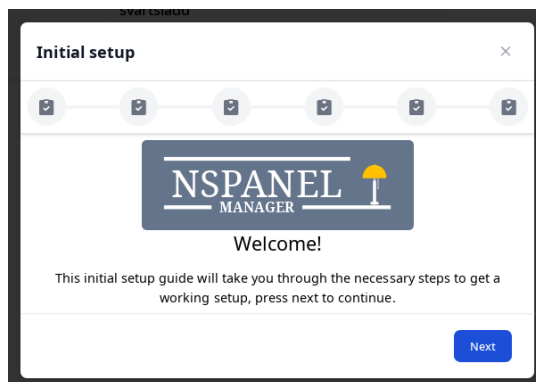 svartsladd
Initial setup
NSPANEL
MANAGER
Welcome!
This initial setup guide will take you through the necessary steps to get a
working setup, press next to continue.
Next